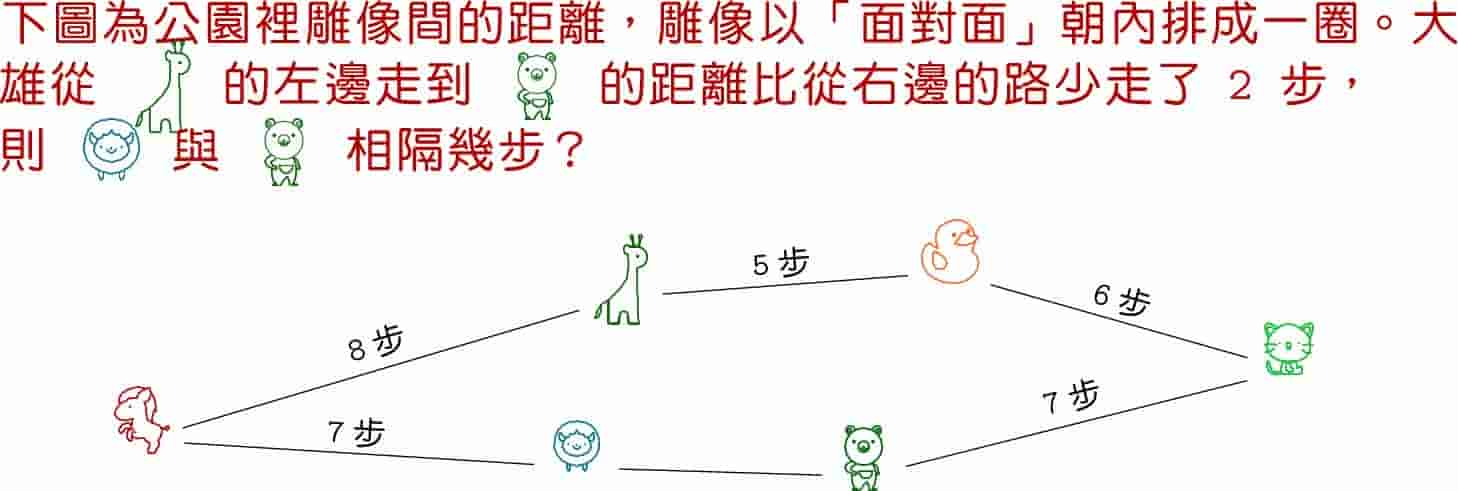 下圖為公園裡雕像間的距離，雕像以「面對面」朝內排成一圈。大
雄從 的左邊走到 的距離比從右邊的路少走了 2 步，
則 與 相隔幾步？
5 步
6 步
8 步
7 步
7 步